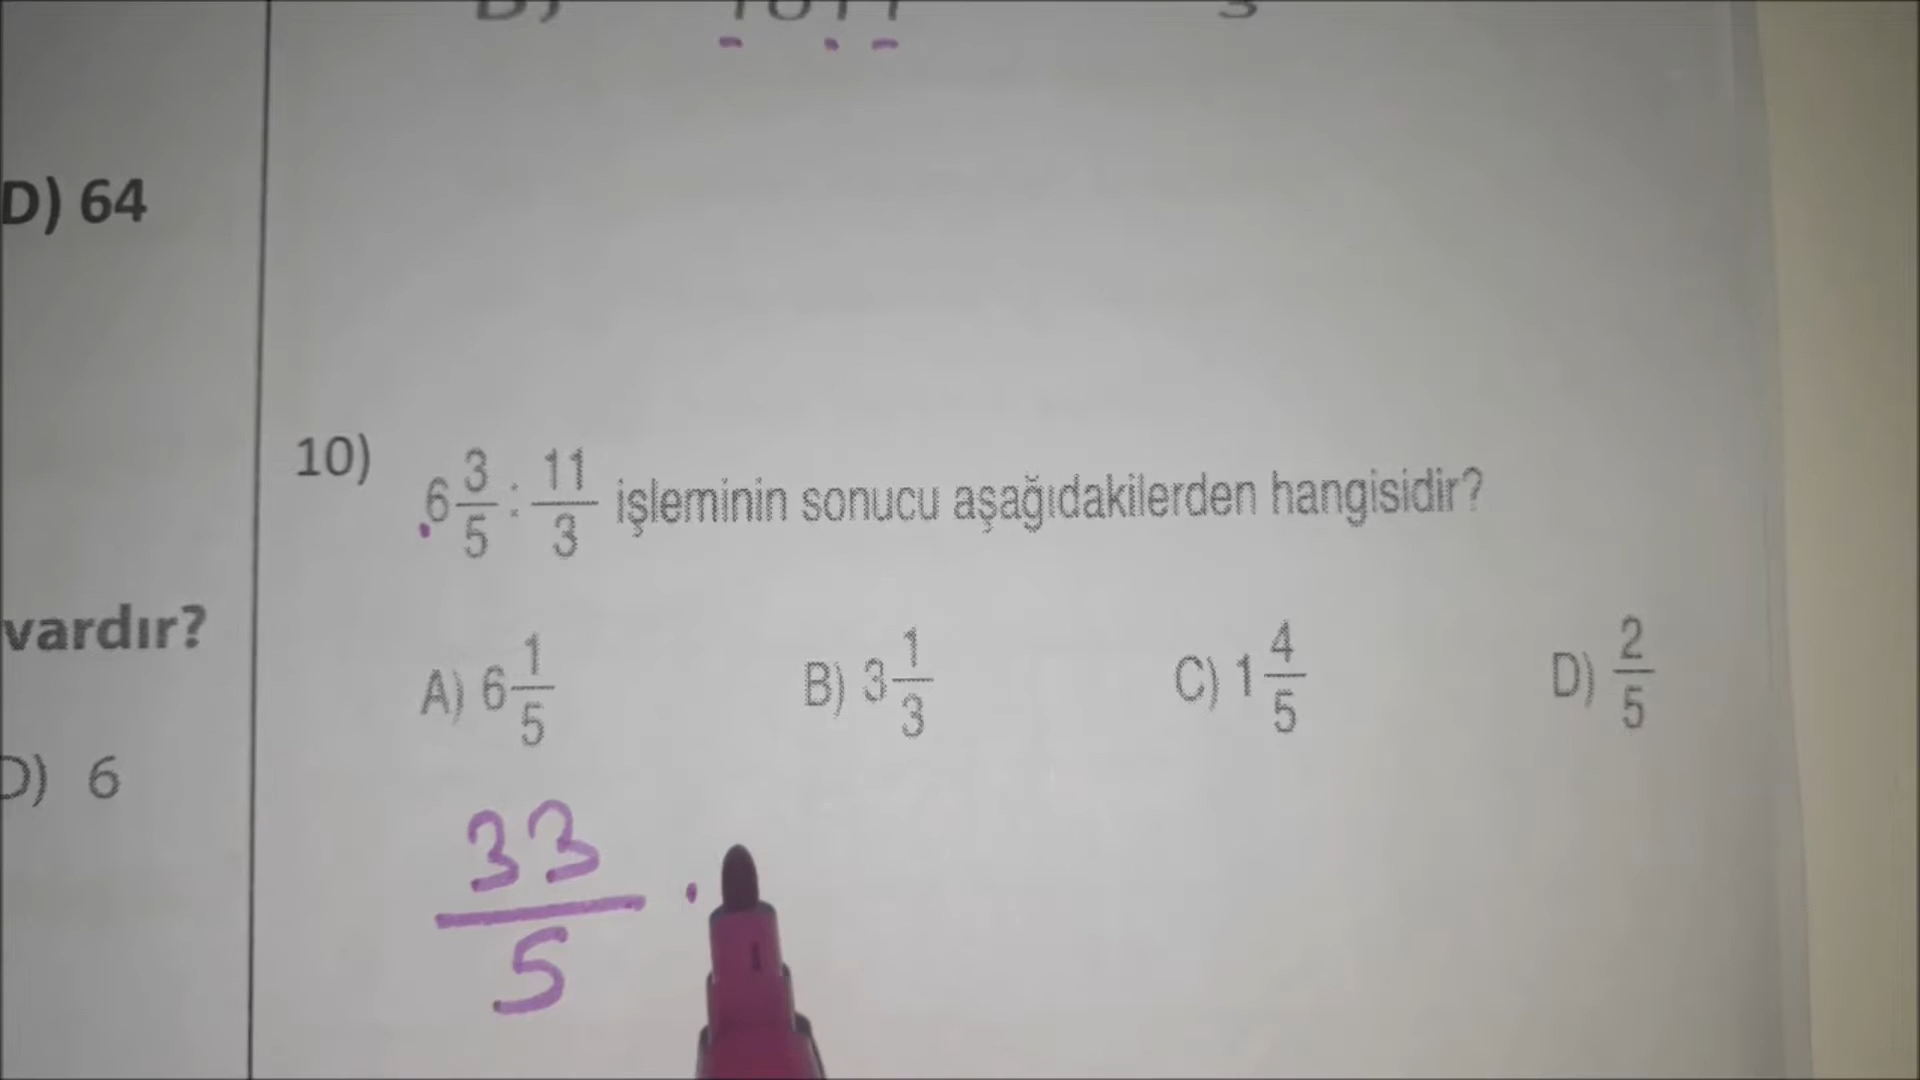 D) 64
vardır?
D) 6
10) 6 3/5 : 11/3 işleminin sonucu aşağıdakilerden hangisidir?
A) 6 1/5 B) 3 1/3 C) 1 4/5 D) 2/5
33/5 .